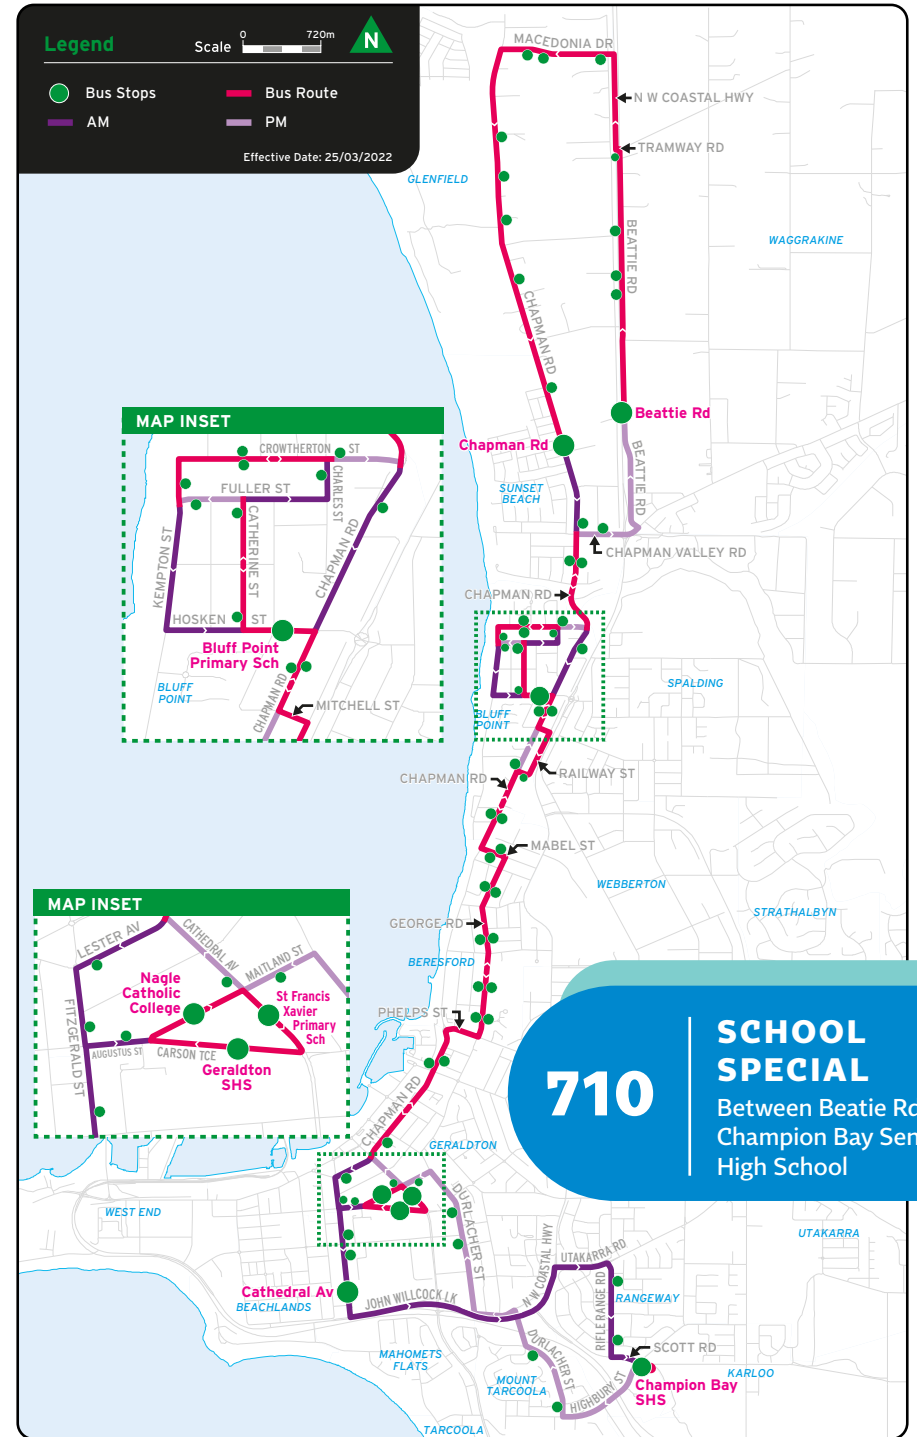 Legend
Scale
0
720m
N
Bus Stops
Bus Route
AM
PM
Effective Date: 25/03/2022
MACEDONIA DR
N W COASTAL HWY
TRAMWAY RD
GLENFIELD
WAGGRAKINE
BEATTIE RD
CHAPMAN RD
Beattie Rd
Chapman Rd
BEATTIE RD
SUNSET
BEACH
CHAPMAN VALLEY RD
CHAPMAN RD
MAP INSET
CROWTHERTON ST
FULLER ST
CHARLES ST
CATHERINE ST
KEMPTON ST
CHAPMAN RD
HOSKEN ST
Bluff Point
Primary Sch
BLUFF
POINT
CHAPMAN RD
MITCHELL ST
SPALDING
BLUFF
POINT
RAILWAY ST
CHAPMAN RD
MABEL ST
WEBBERTON
STRATHALBYN
GEORGE RD
BERESFORD
PHELPS ST
MAP INSET
LESTER AV
CATHEDRAL AV
MAITLAND ST
Nagle
Catholic
College
St Francis
Xavier
Primary
Sch
FITZGERALD ST
AUGUSTUS ST
CARSON TCE
Geraldton
SHS
710
SCHOOL
SPECIAL
Between Beatie Rd
Champion Bay Sen
High School
CHAPMAN RD
GERALDTON
WEST END
DURLACHER ST
UTAKARRA
N W COASTAL HWY
UTAKARRA RD
Cathedral Av
BEACHLANDS
JOHN WILLCOCK LK
RIFLE RANGE RD
RANGEWAY
SCOTT RD
MAHOMETS
FLATS
DURLACHER ST
MOUNT
TARCOOLA
HIGHBURY ST
KARLOO
Champion Bay
SHS
TARCOOLA